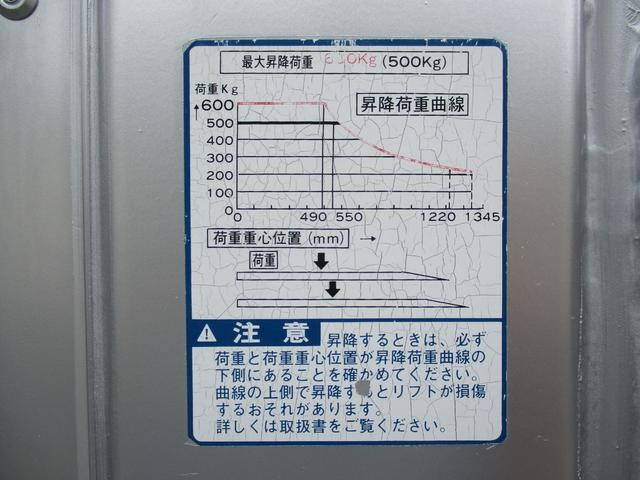 最大昇降荷重 600Kg (500Kg)
荷重Kg
昇降荷重曲線
600
500
400
300
200
100
0
0 490 550 1220 1345
荷重重心位置(mm) →
荷重
注意
昇降するときは、必ず
荷重と荷重重心位置が昇降荷重曲線の
下側にあることを確かめてください。
曲線の上側で昇降するとリフトが損傷
するおそれがあります。
詳しくは取扱書をご覧ください。